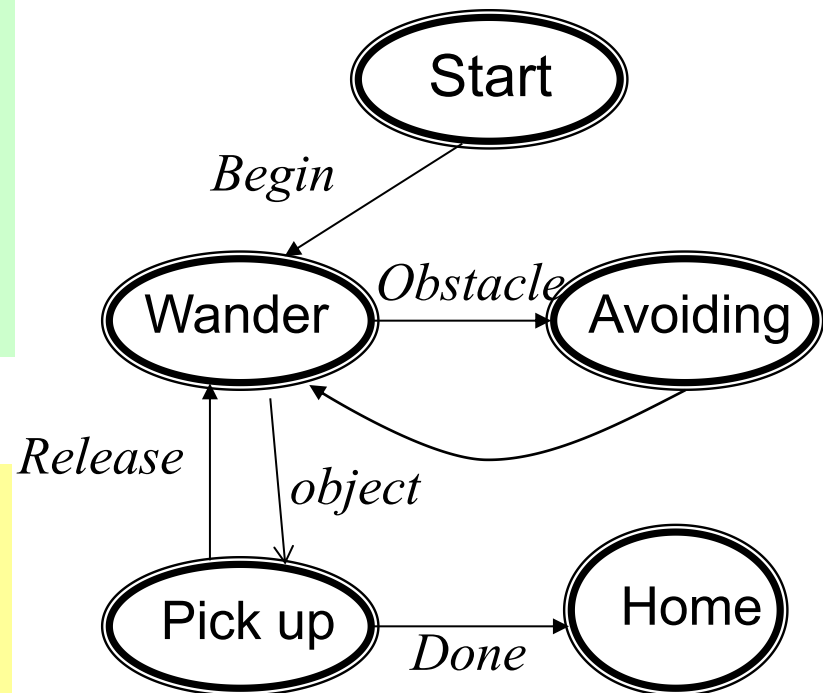 Start
Begin
Obstacle
Wander
Avoiding
Release
object
Pick up
Home
Done